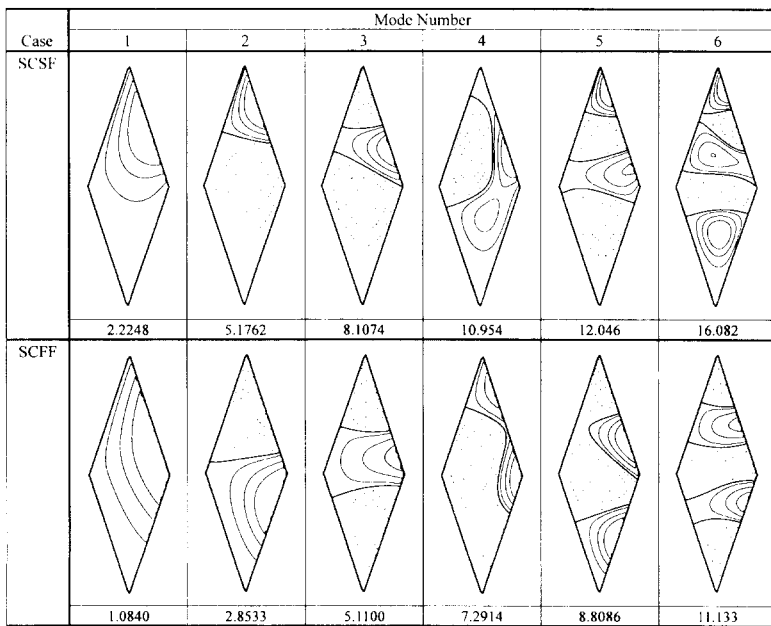 Mode Number
Case 1 2 3 4 5 6
SCSF
2.2248 5.1762 8.1074 10.954 12.046 16.082
SCFF
1.0840 2.8533 5.1100 7.2914 8.8086 11.133